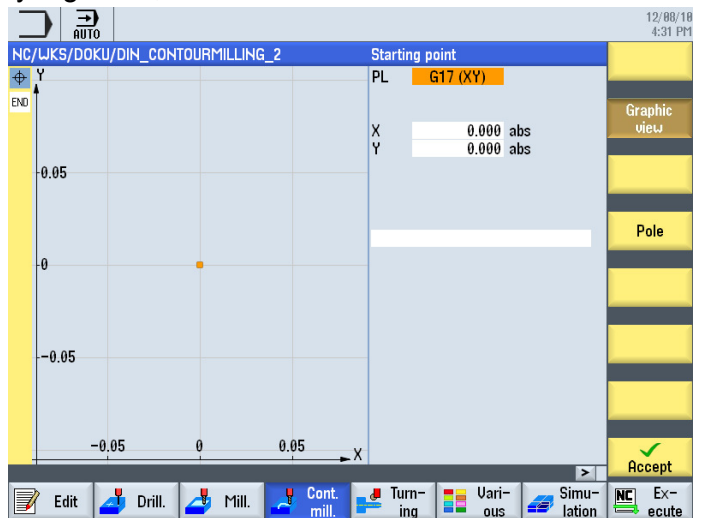 AUTO
12/08/10
4:31 PM
NC/WKS/DOKU/DIN_CONTOURMILLING_2
Starting point
PL G17 (XY)
X 0.000 abs
Y 0.000 abs
Y
END
-0.05
-0
--0.05
-0.05 0 0.05 X
Graphic
view
Pole
Accept
>
Edit
Drill.
Mill.
Cont.
mill.
Turn-
ing
Vari-
ous
Simu-
lation
NC Ex-
ecute